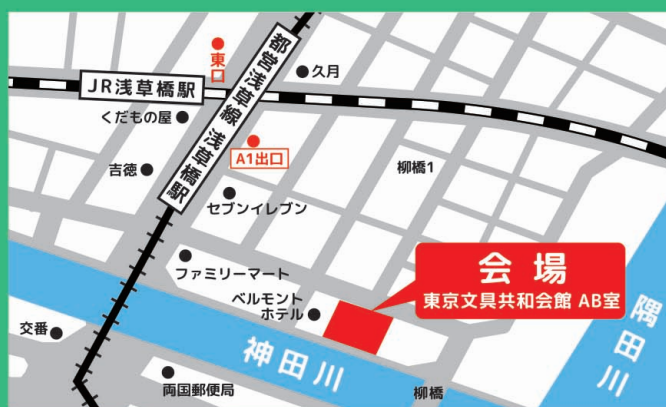 東口
久月
JR浅草橋駅
都営浅草線 浅草橋駅
くだもの屋
A1出口
吉徳
柳橋1
セブンイレブン
ファミリーマート
会場
東京文具共和会館 AB室
ベルモント
ホテル
隅田川
交番
神田川
両国郵便局
柳橋